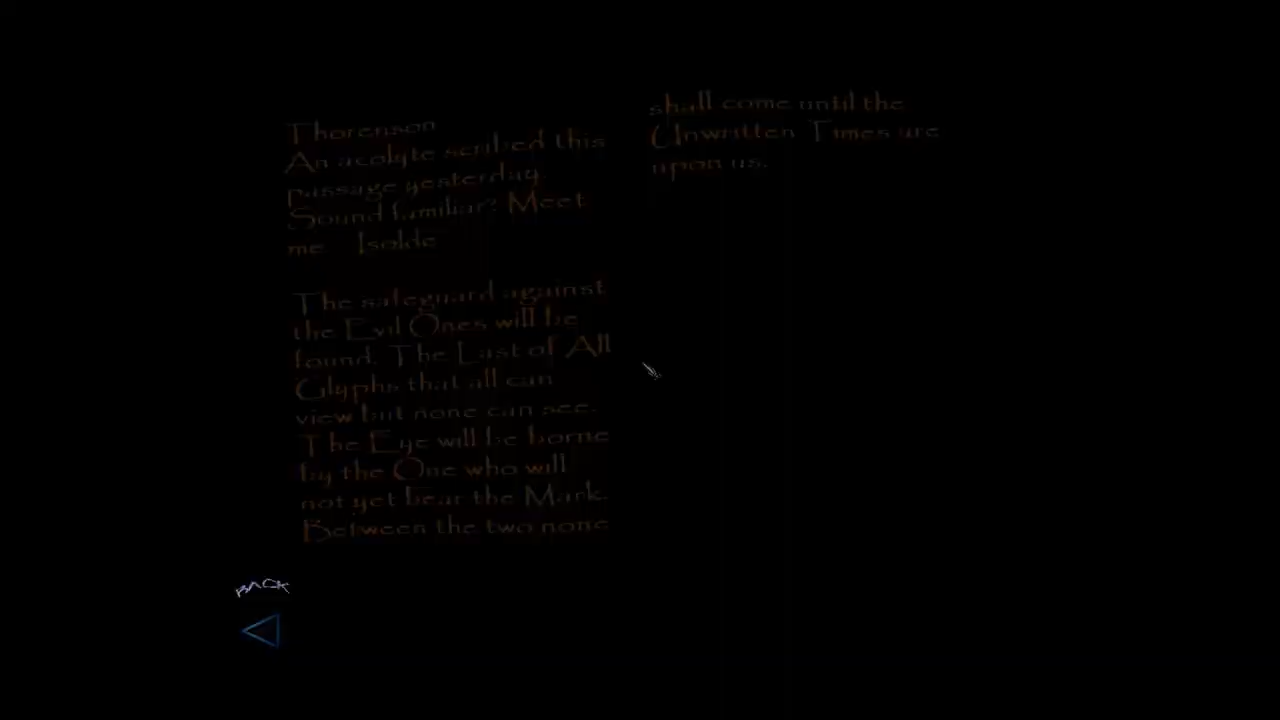 Thorenson
An acolyte scribed this
passage yesterday.
Sound familiar? Meet
me Isolde
The safeguard against
the Evil Ones will be
found. The Last of All
Glyphs that all can
view but none can see.
The Eye will be borne
by the One who will
not yet bear the Mark.
Between the two none
shall come until the
Unwritten Times are
upon us.
BACK